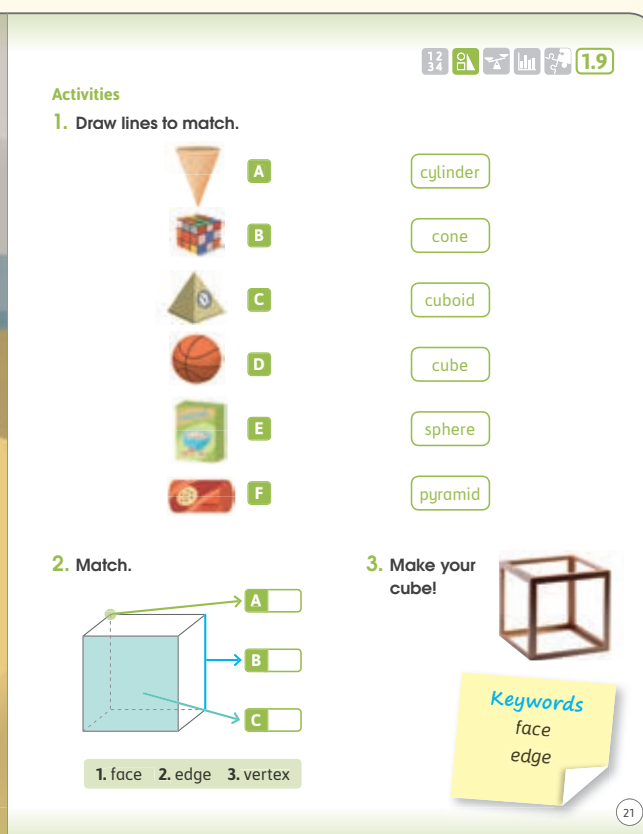 1 2
3 4
1.9
Activities
1. Draw lines to match.
A
cylinder
B
cone
C
cuboid
D
cube
E
sphere
F
pyramid
2. Match.
A
B
C
1. face 2. edge 3. vertex
3. Make your
cube!
Keywords
face
edge
21